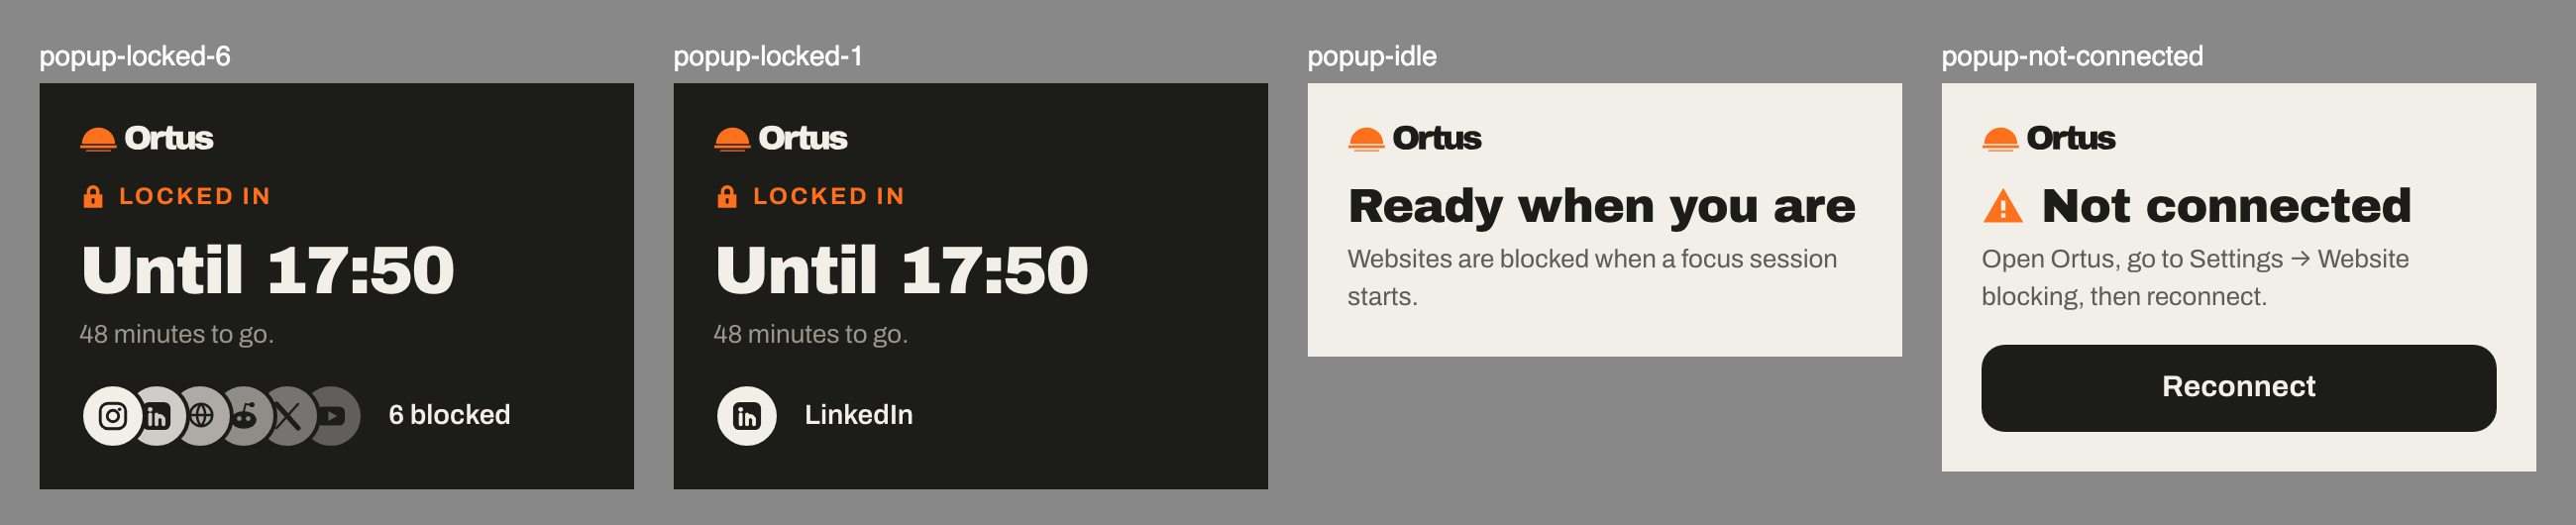 popup-locked-6
Ortus
LOCKED IN
Until 17:50
48 minutes to go.
6 blocked
popup-locked-1
Ortus
LOCKED IN
Until 17:50
48 minutes to go.
LinkedIn
popup-idle
Ortus
Ready when you are
Websites are blocked when a focus session
starts.
popup-not-connected
Ortus
Not connected
Open Ortus, go to Settings → Website
blocking, then reconnect.
Reconnect